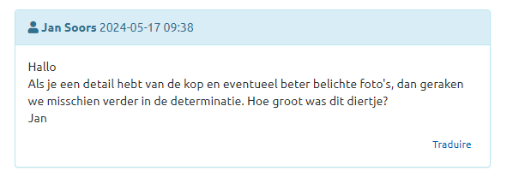 Jan Soors 2024-05-17 09:38
Hallo
Als je een detail hebt van de kop en eventueel beter belichte foto's, dan geraken
we misschien verder in de determinatie. Hoe groot was dit diertje?
Jan
Traduire